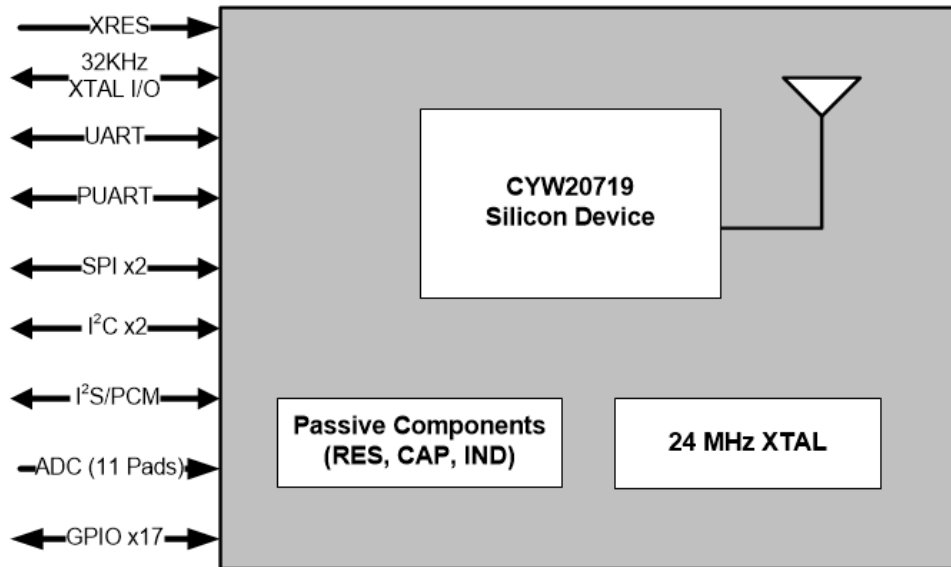 XRES
32KHz
XTAL I/O
UART
PUART
SPI x2
I²C x2
I²S/PCM
ADC (11 Pads)
GPIO x17
CYW20719
Silicon Device
Passive Components
(RES, CAP, IND)
24 MHz XTAL